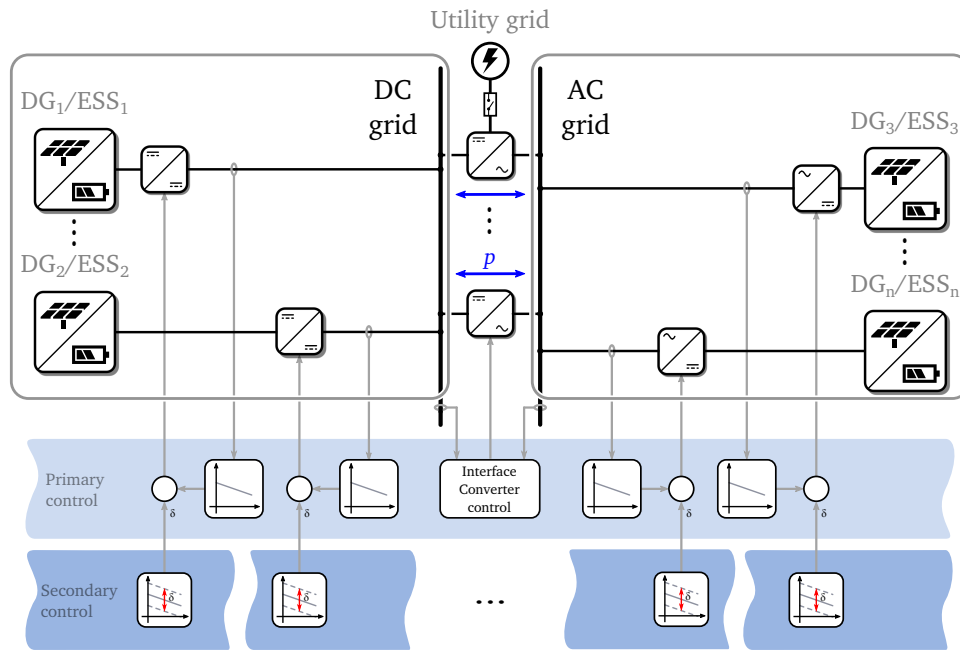 Utility grid
DC
grid
AC
grid
DG₁/ESS₁
DG₂/ESS₂
DG₃/ESS₃
DGₙ/ESSₙ
p
Primary
control
Interface
Converter
control
δ
δ
δ
δ
Secondary
control
δ
δ
...
δ
δ